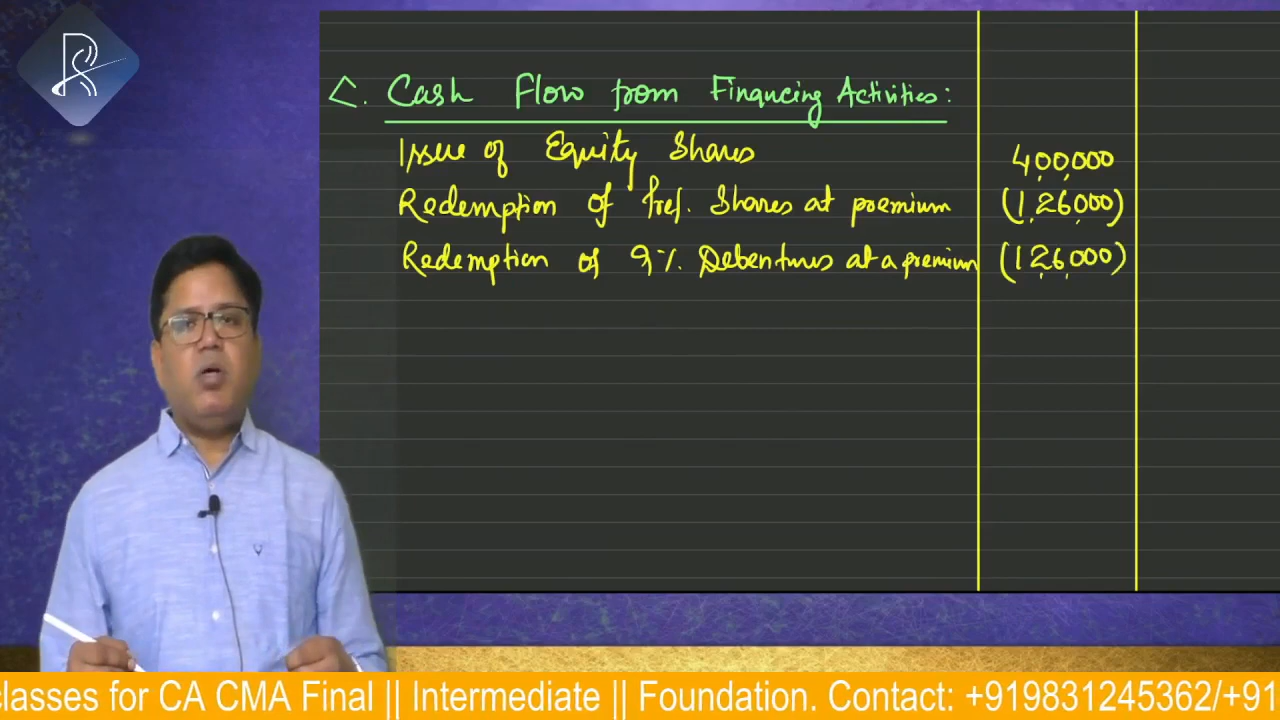 C. Cash Flow from Financing Activities:
Issue of Equity Shares 4,00,000
Redemption of Pref. Shares at premium (1,26,000)
Redemption of 9%. Debentures at a premium (1,26,000)
classes for CA CMA Final || Intermediate || Foundation. Contact: +919831245362/+91